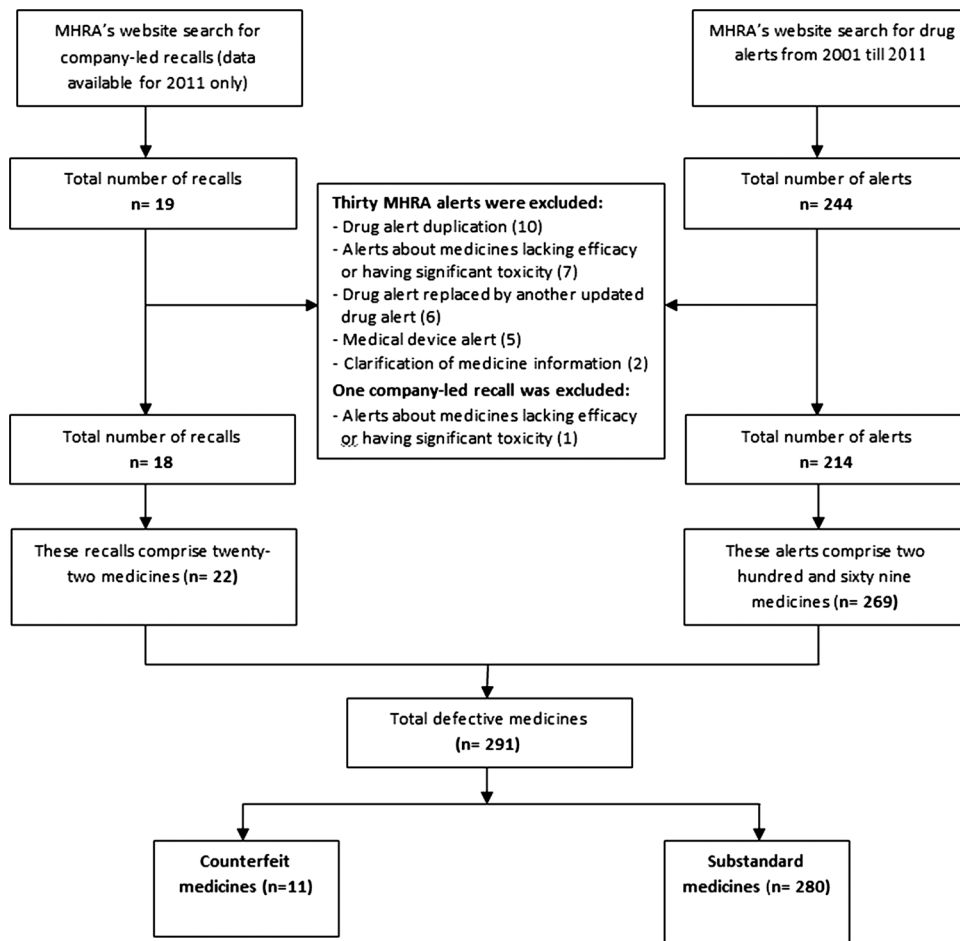 MHRA's website search for
company-led recalls (data
available for 2011 only)
MHRA's website search for drug
alerts from 2001 till 2011
Total number of recalls
n= 19
Total number of alerts
n= 244
Thirty MHRA alerts were excluded:
- Drug alert duplication (10)
- Alerts about medicines lacking efficacy
or having significant toxicity (7)
- Drug alert replaced by another updated
drug alert (6)
- Medical device alert (5)
- Clarification of medicine information (2)
One company-led recall was excluded:
- Alerts about medicines lacking efficacy
or having significant toxicity (1)
Total number of recalls
n= 18
Total number of alerts
n= 214
These recalls comprise twenty-
two medicines (n= 22)
These alerts comprise two
hundred and sixty nine
medicines (n= 269)
Total defective medicines
(n= 291)
Counterfeit
medicines (n=11)
Substandard
medicines (n= 280)